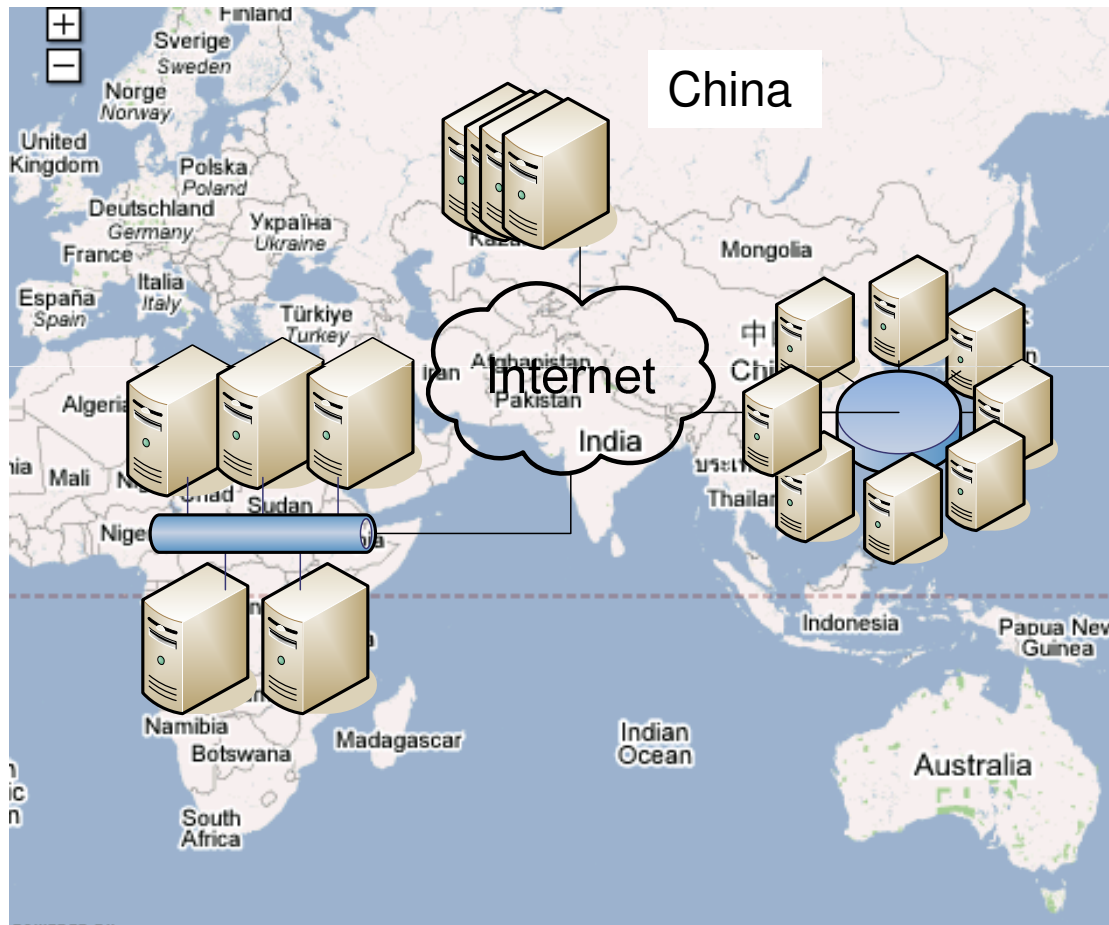 Finland
Sverige
Sweden
Norge
Norway
China
United
Kingdom
Polska
Poland
Deutschland
Germany
Україна
Ukraine
France
Mongolia
Italia
Italy
España
Spain
Türkiye
Turkey
Internet
Afghanistan
Iran
Pakistan
India
Mali
Sudan
Indonesia
Papua New
Guinea
Namibia
Botswana
Madagascar
Indian
Ocean
Australia
South
Africa